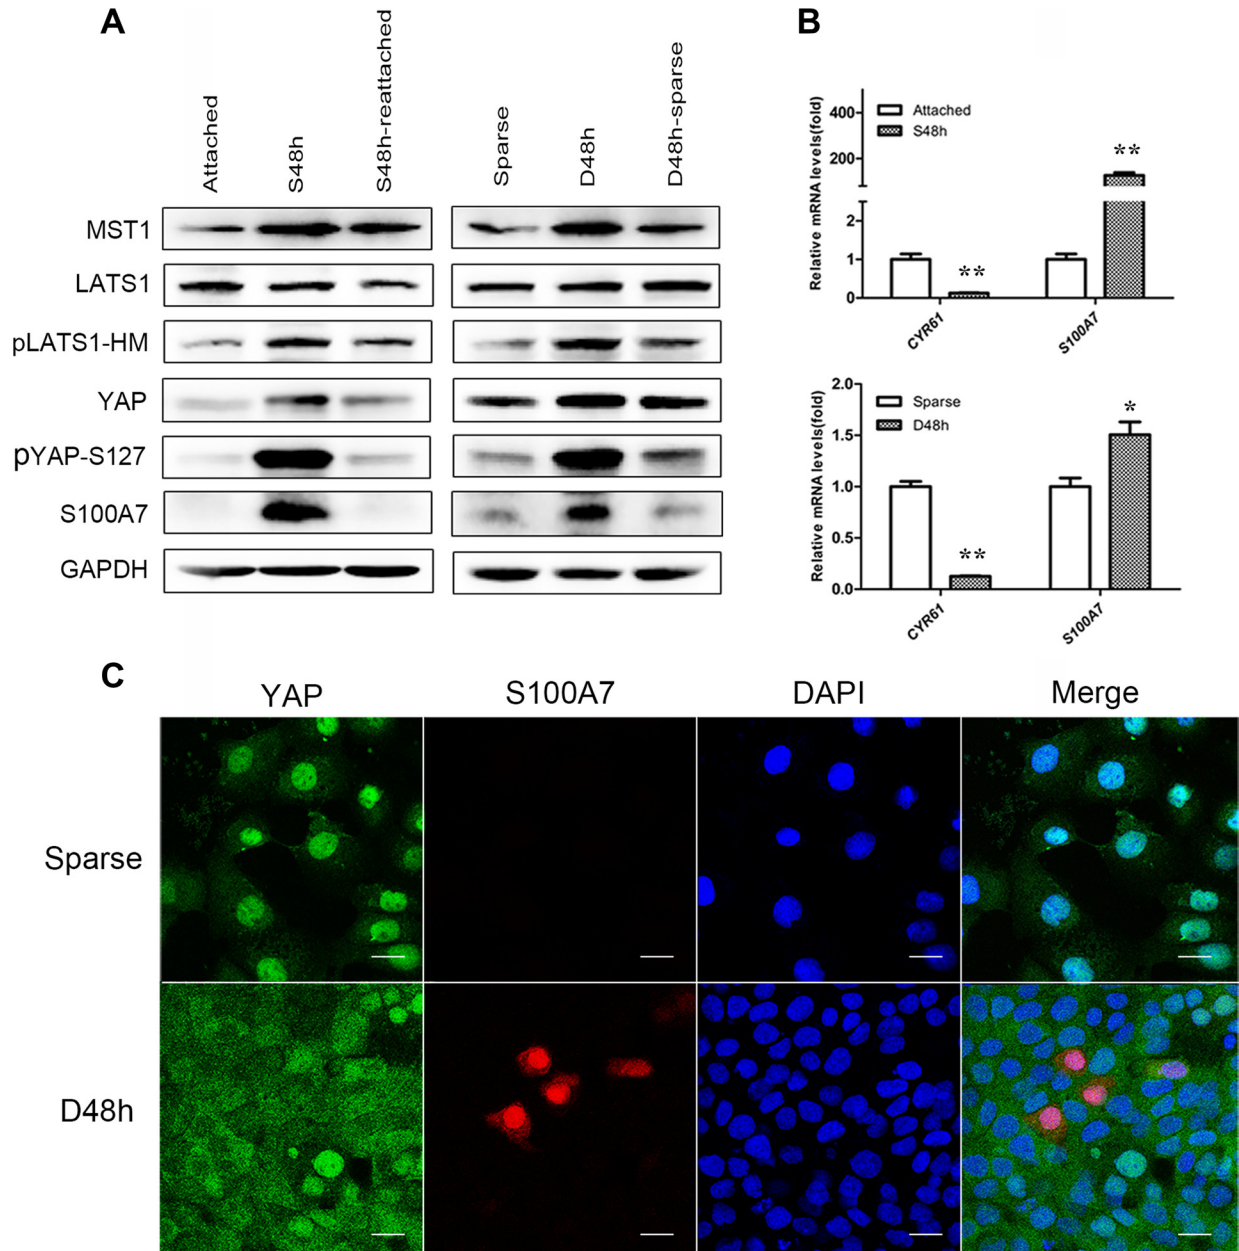 A
Attached
S48h
S48h-reattached
Sparse
D48h
D48h-sparse
MST1
LATS1
pLATS1-HM
YAP
pYAP-S127
S100A7
GAPDH
B
Relative mRNA levels(fold)
400
200
2
1
0
Attached
S48h
**
**
CYR61
S100A7
Relative mRNA levels(fold)
2.0
1.5
1.0
0.5
0.0
Sparse
D48h
**
*
CYR61
S100A7
C
YAP
S100A7
DAPI
Merge
Sparse
D48h